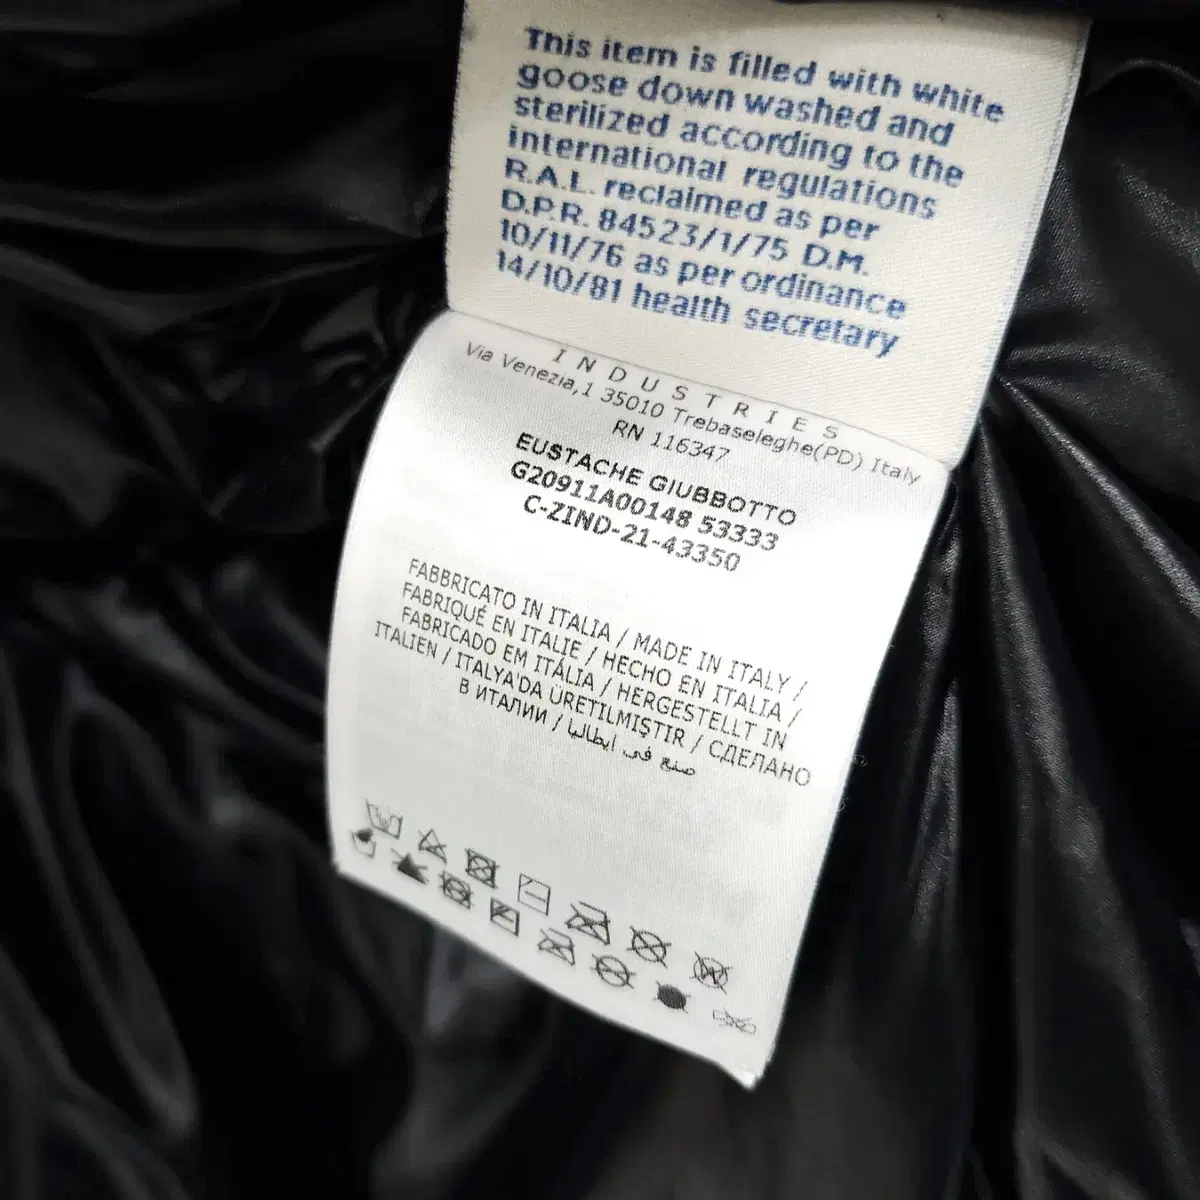 This item is filled with white
goose down washed and
sterilized according to the
international regulations
R.A.L. reclaimed as per
D.P.R. 84523/1/75 D.M.
10/11/76 as per ordinance
14/10/81 health secretary
INDUSTRIES
Via Venezia,1 35010 Trebaseleghe(PD) Italy
RN 116347
EUSTACHE GIUBBOTTO
G20911A00148 53333
C-ZIND-21-43350
FABBRICATO IN ITALIA / MADE IN ITALY /
FABRIQUÉ EN ITALIE / HECHO EN ITALIA /
FABRICADO EM ITÁLIA / HERGESTELLT IN
ITALIEN / ITALYA'DA ÜRETILMIŞTIR / СДЕЛАНО
В ИТАЛИИ / صنع في ايطاليا